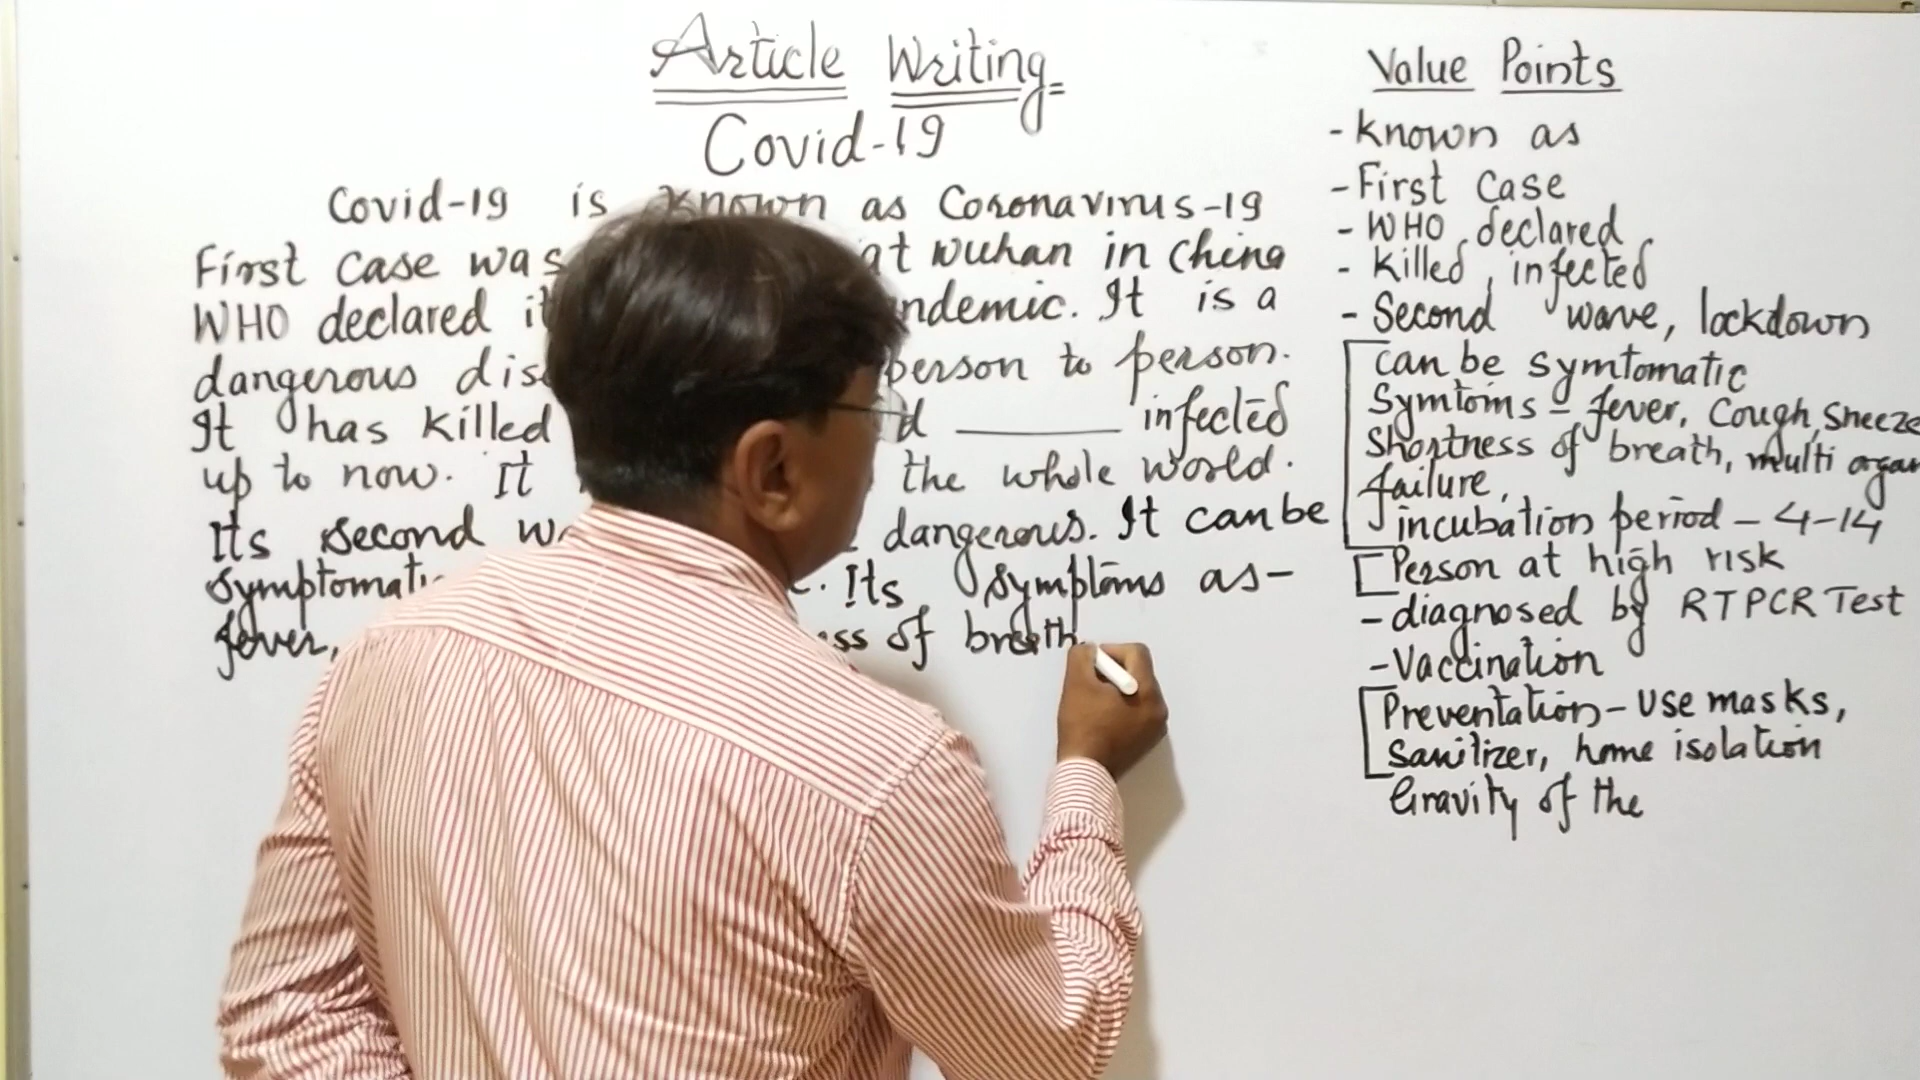 Article Writing
Covid-19
Covid-19 is known as Coronavirus-19
First case was at wuhan in china
WHO declared it ndemic. It is a
dangerous dis person to person.
It has killed d ______ infected
up to now. It the whole world.
Its second wa dangerous. It can be
symptomati Its symptoms as-
fever, ss of breath
Value Points
- known as
- First case
- WHO declared
- killed, infected
- Second wave, lockdown
can be symtomatic
Symtoms - fever, Cough, sneeze
Shortness of breath, multi organ
failure,
incubation period - 4-14
Person at high risk
- diagnosed by RTPCR Test
- Vaccination
Preventation - use masks,
sanitizer, home isolation
Gravity of the